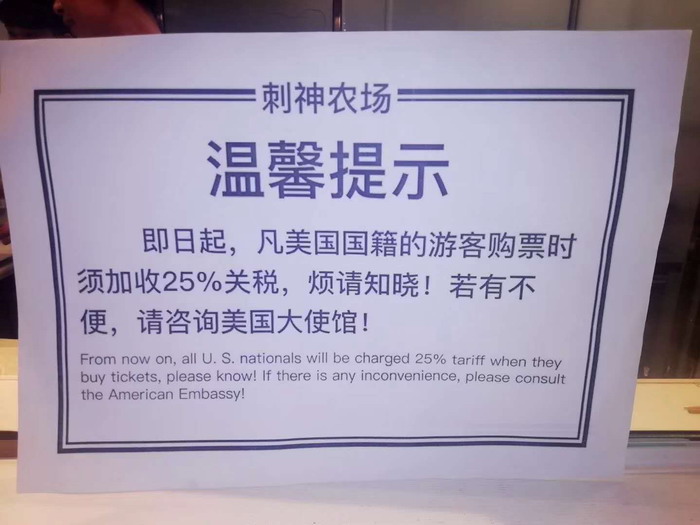 刺神农场
温馨提示
即日起，凡美国国籍的游客购票时
须加收25%关税，烦请知晓！若有不
便，请咨询美国大使馆！
From now on, all U. S. nationals will be charged 25% tariff when they
buy tickets, please know! If there is any inconvenience, please consult
the American Embassy!